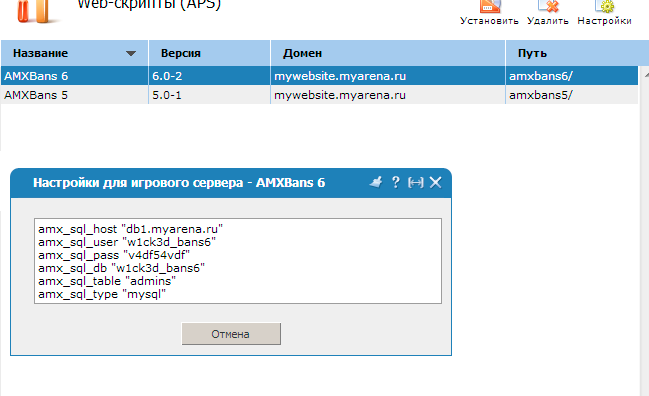 Web-скрипты (APS)
Установить Удалить Настройки
Название Версия Домен Путь
AMXBans 6 6.0-2 mywebsite.myarena.ru amxbans6/
AMXBans 5 5.0-1 mywebsite.myarena.ru amxbans5/
Настройки для игрового сервера - AMXBans 6
amx_sql_host "db1.myarena.ru"
amx_sql_user "w1ck3d_bans6"
amx_sql_pass "v4df54vdf"
amx_sql_db "w1ck3d_bans6"
amx_sql_table "admins"
amx_sql_type "mysql"
Отмена